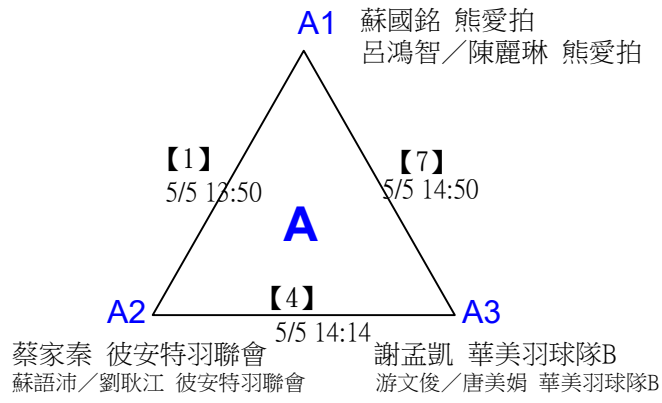 A1 蘇國銘 熊愛拍
呂鴻智／陳麗琳 熊愛拍
【1】
5/5 13:50
【7】
5/5 14:50
A
A2
【4】
5/5 14:14
A3
蔡家秦 彼安特羽聯會
蘇語沛／劉耿江 彼安特羽聯會
謝孟凱 華美羽球隊B
游文俊／唐美娟 華美羽球隊B